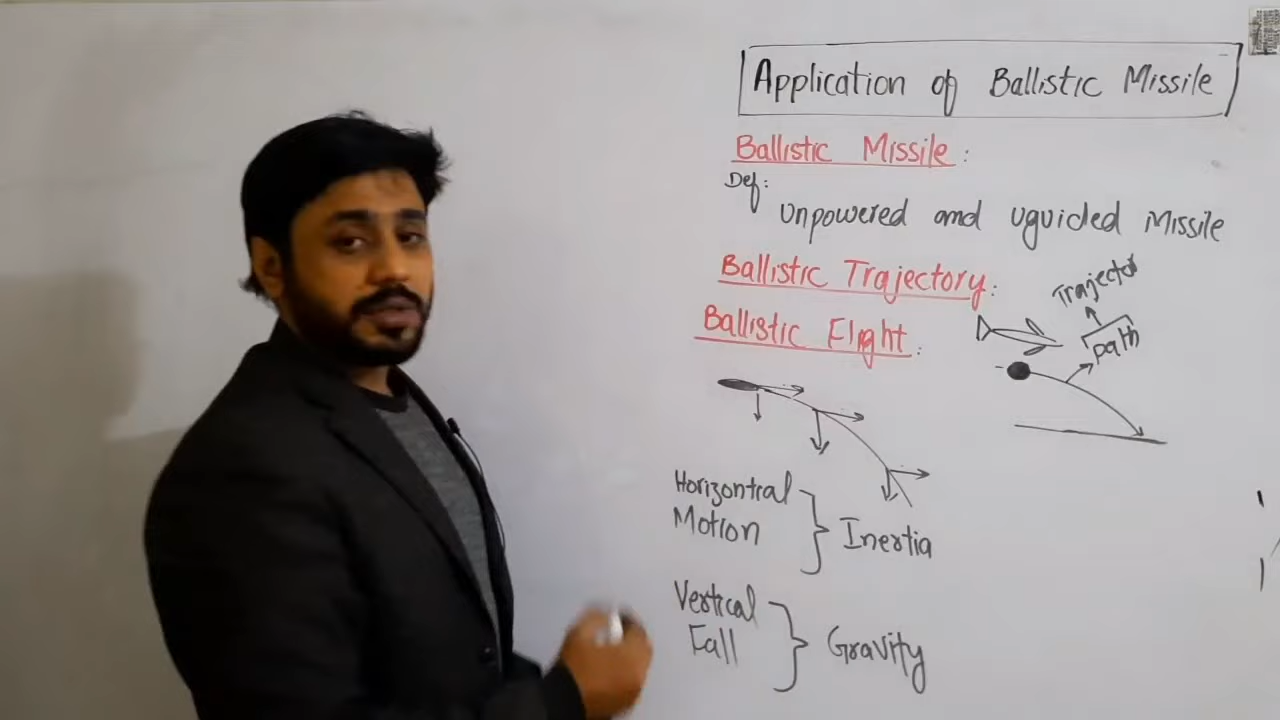 Application of Ballistic Missile
Ballistic Missile:
Def:
Unpowered and uguided Missile
Ballistic Trajectory:
Trajector
Ballistic Flight:
path
Horizontral
Motion
Inertia
Vertical
Fall
Gravity